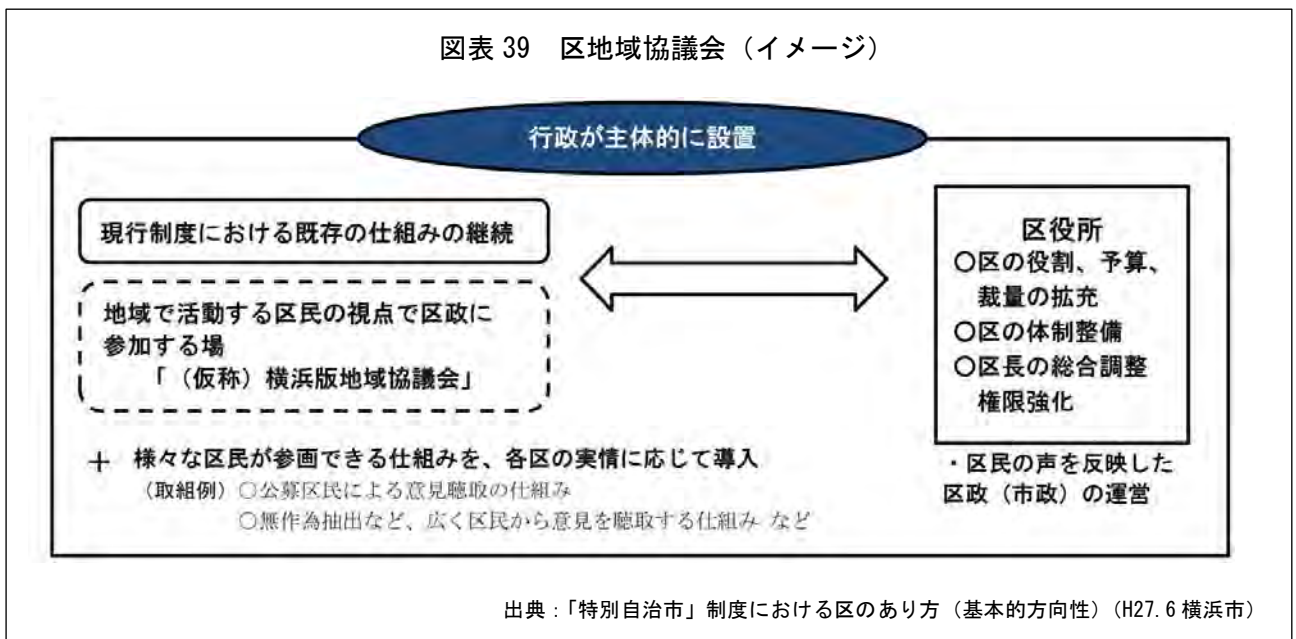 図表 39　区地域協議会（イメージ）
行政が主体的に設置
現行制度における既存の仕組みの継続
地域で活動する区民の視点で区政に
参加する場
「（仮称）横浜版地域協議会」
＋ 様々な区民が参画できる仕組みを、各区の実情に応じて導入
（取組例）○公募区民による意見聴取の仕組み
○無作為抽出など、広く区民から意見を聴取する仕組み など
区役所
○区の役割、予算、
裁量の拡充
○区の体制整備
○区長の総合調整
権限強化
・区民の声を反映した
区政（市政）の運営
出典：「特別自治市」制度における区のあり方（基本的方向性）（H27.6 横浜市）